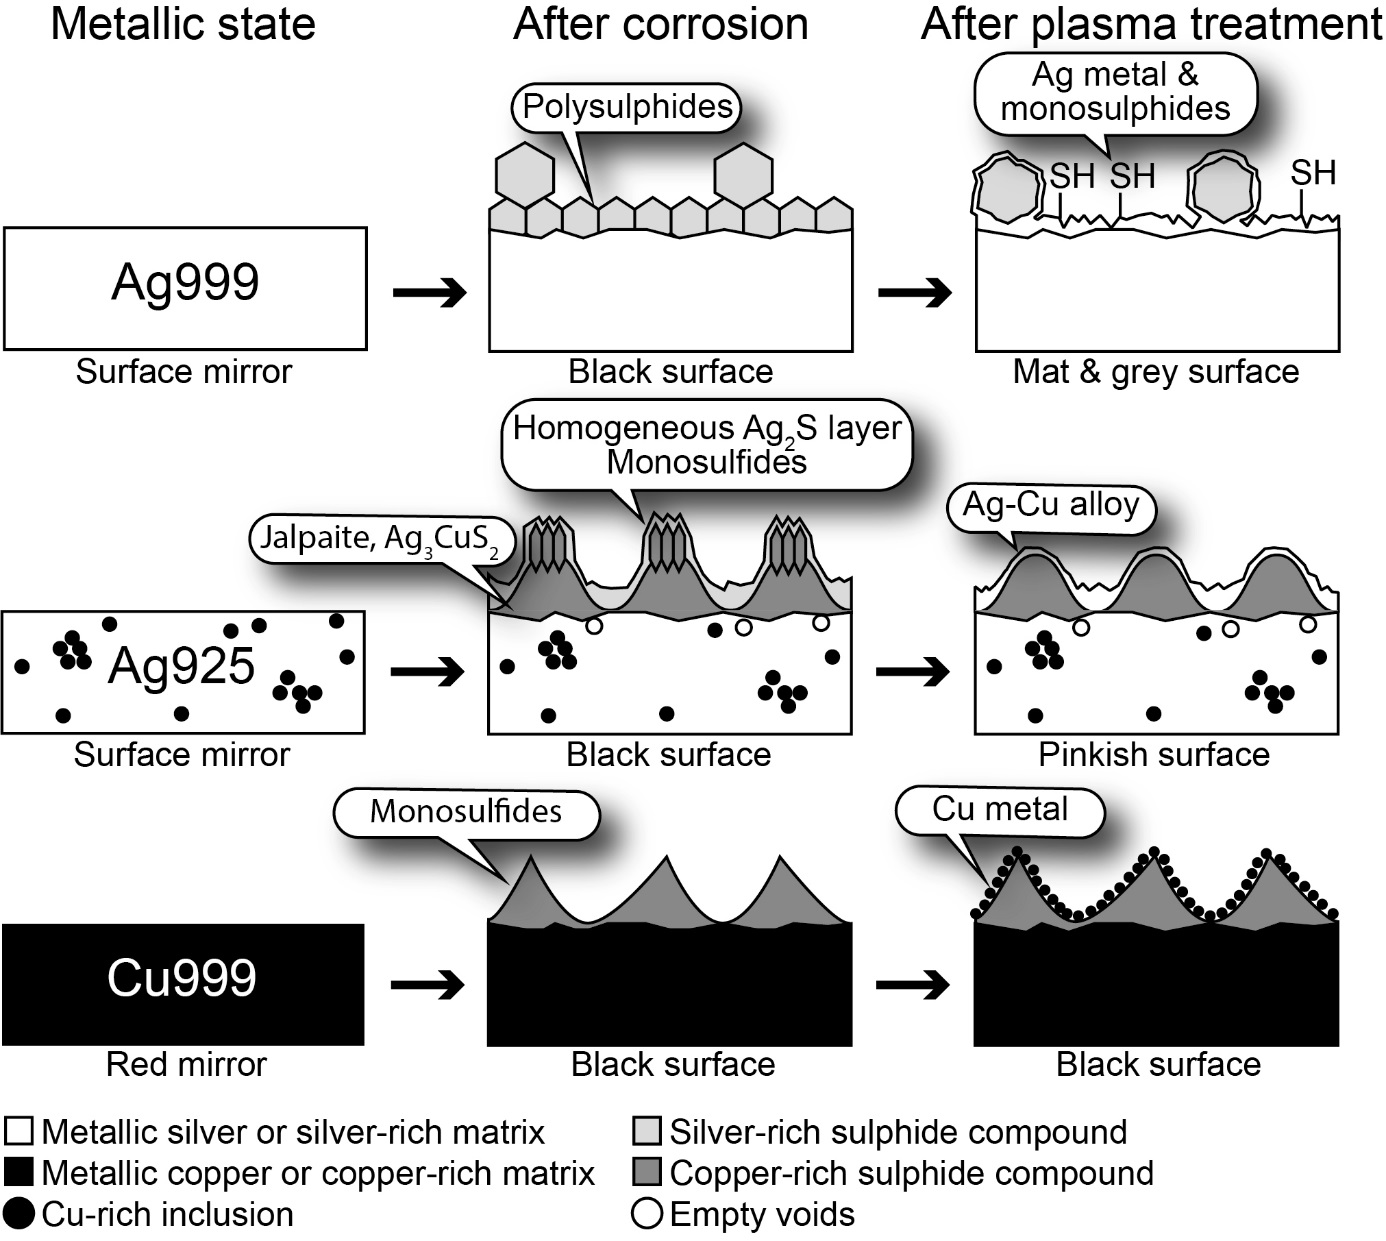 Metallic state
After corrosion
After plasma treatment
Polysulphides
Ag metal &
monosulphides
SH
SH
SH
Ag999
Surface mirror
Black surface
Mat & grey surface
Homogeneous Ag₂S layer
Monosulfides
Jalpaite, Ag₃CuS₂
Ag-Cu alloy
Ag925
Surface mirror
Black surface
Pinkish surface
Monosulfides
Cu metal
Cu999
Red mirror
Black surface
Black surface
Metallic silver or silver-rich matrix
Metallic copper or copper-rich matrix
Cu-rich inclusion
Silver-rich sulphide compound
Copper-rich sulphide compound
Empty voids